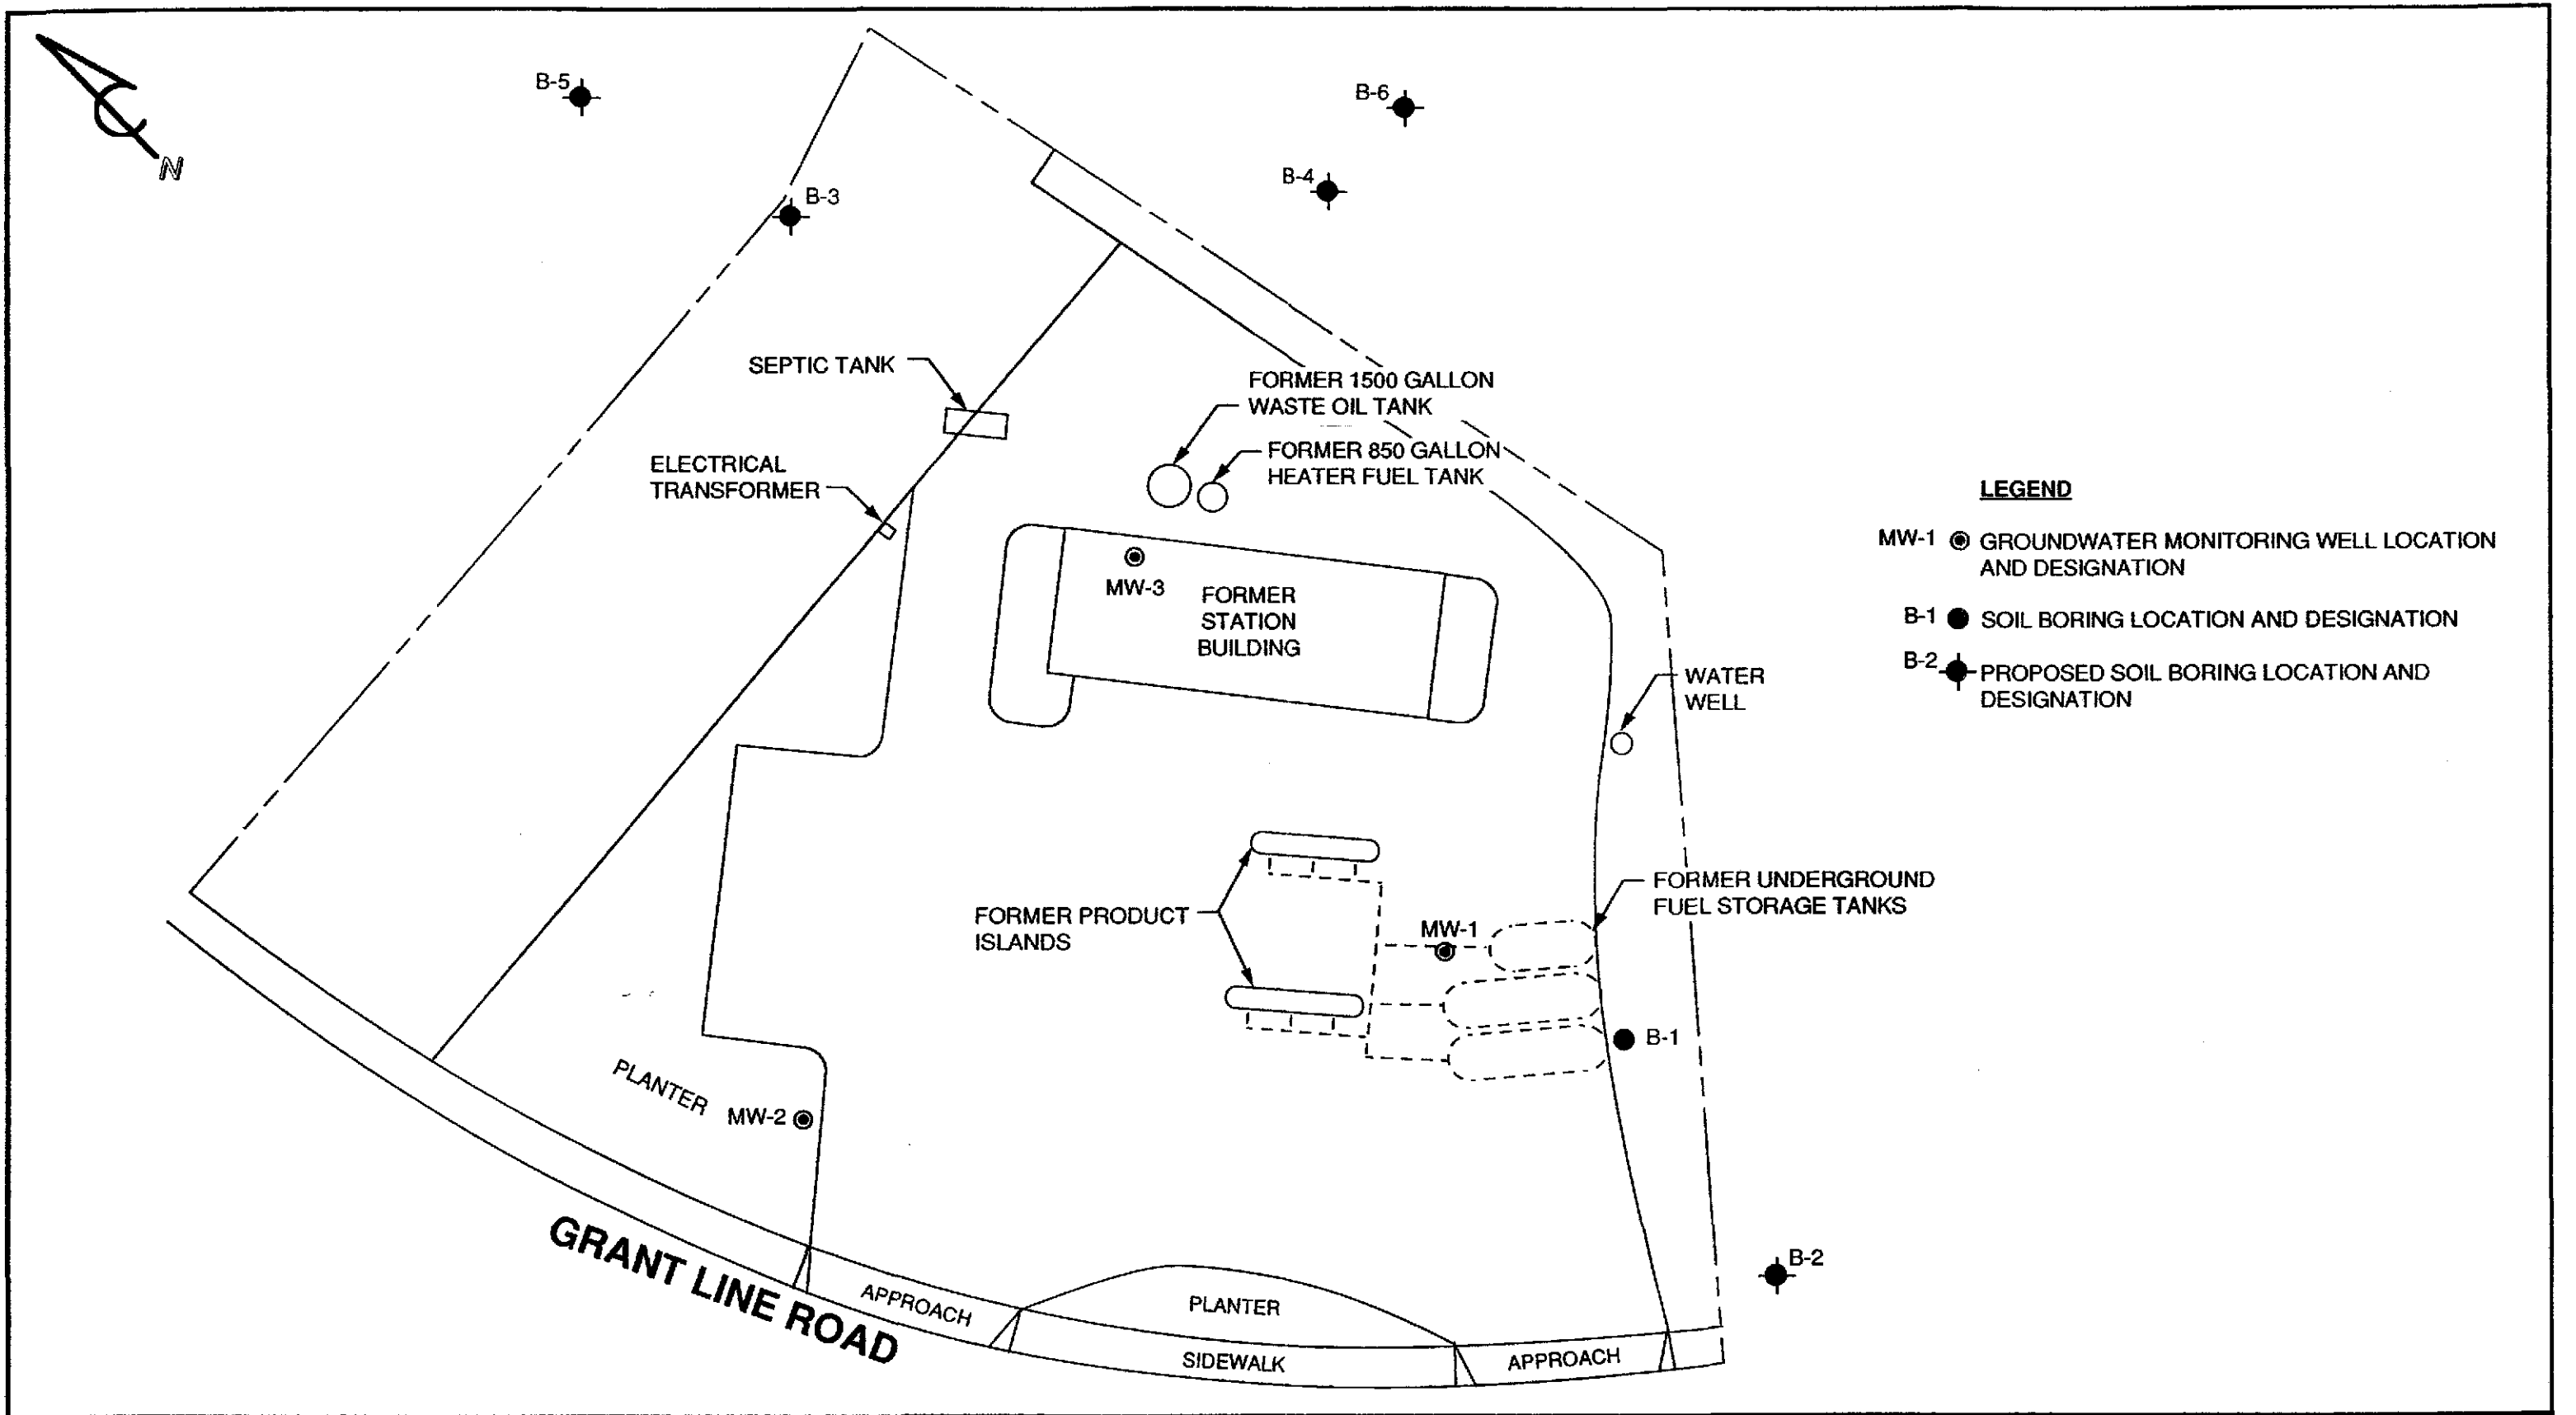 N
B-5
B-6
B-4
B-3
SEPTIC TANK
FORMER 1500 GALLON
WASTE OIL TANK
FORMER 850 GALLON
HEATER FUEL TANK
ELECTRICAL
TRANSFORMER
MW-3
FORMER
STATION
BUILDING
LEGEND
MW-1 GROUNDWATER MONITORING WELL LOCATION
AND DESIGNATION
B-1 SOIL BORING LOCATION AND DESIGNATION
B-2 PROPOSED SOIL BORING LOCATION AND
DESIGNATION
WATER
WELL
FORMER UNDERGROUND
FUEL STORAGE TANKS
FORMER PRODUCT
ISLANDS
MW-1
B-1
PLANTER
MW-2
B-2
GRANT LINE ROAD
APPROACH
PLANTER
SIDEWALK
APPROACH